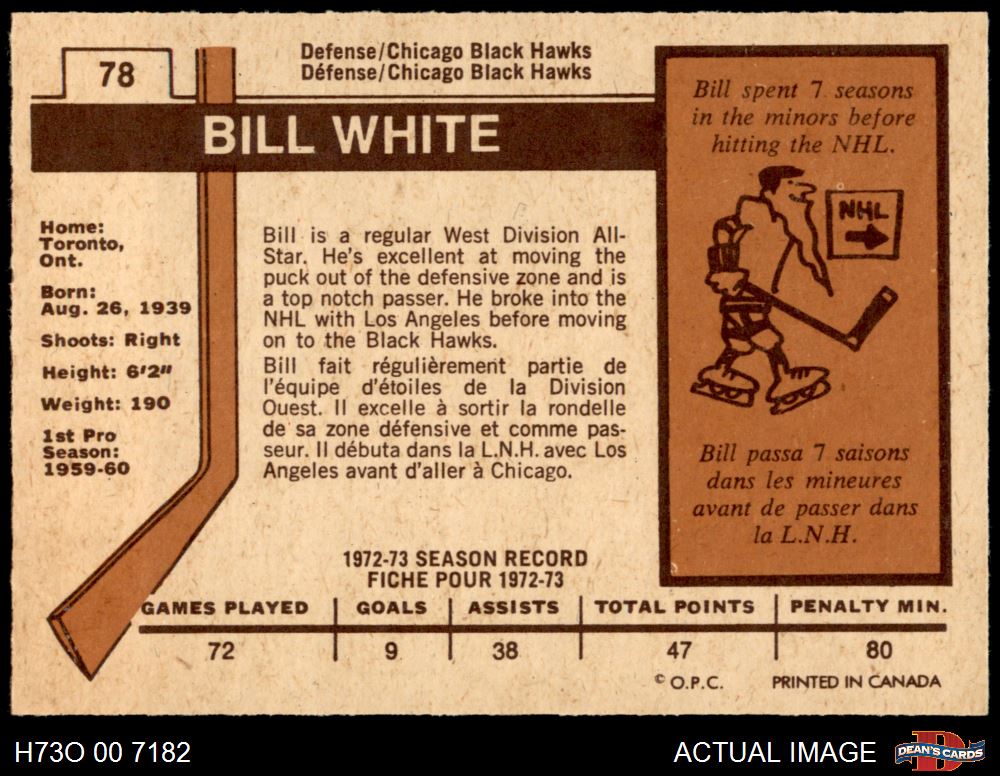 78
Defense/Chicago Black Hawks
Défense/Chicago Black Hawks
BILL WHITE
Home:
Toronto,
Ont.
Born:
Aug. 26, 1939
Shoots: Right
Height: 6'2"
Weight: 190
1st Pro
Season:
1959-60
Bill is a regular West Division All-
Star. He's excellent at moving the
puck out of the defensive zone and is
a top notch passer. He broke into the
NHL with Los Angeles before moving
on to the Black Hawks.
Bill fait régulièrement partie de
l'équipe d'étoiles de la Division
Ouest. Il excelle à sortir la rondelle
de sa zone défensive et comme pas-
seur. Il débuta dans la L.N.H. avec Los
Angeles avant d'aller à Chicago.
Bill spent 7 seasons
in the minors before
hitting the NHL.
NHL
Bill passa 7 saisons
dans les mineures
avant de passer dans
la L.N.H.
1972-73 SEASON RECORD
FICHE POUR 1972-73
GAMES PLAYED GOALS ASSISTS TOTAL POINTS PENALTY MIN.
72 9 38 47 80
© O.P.C. PRINTED IN CANADA
H73O 00 7182 ACTUAL IMAGE DEAN'S CARDS